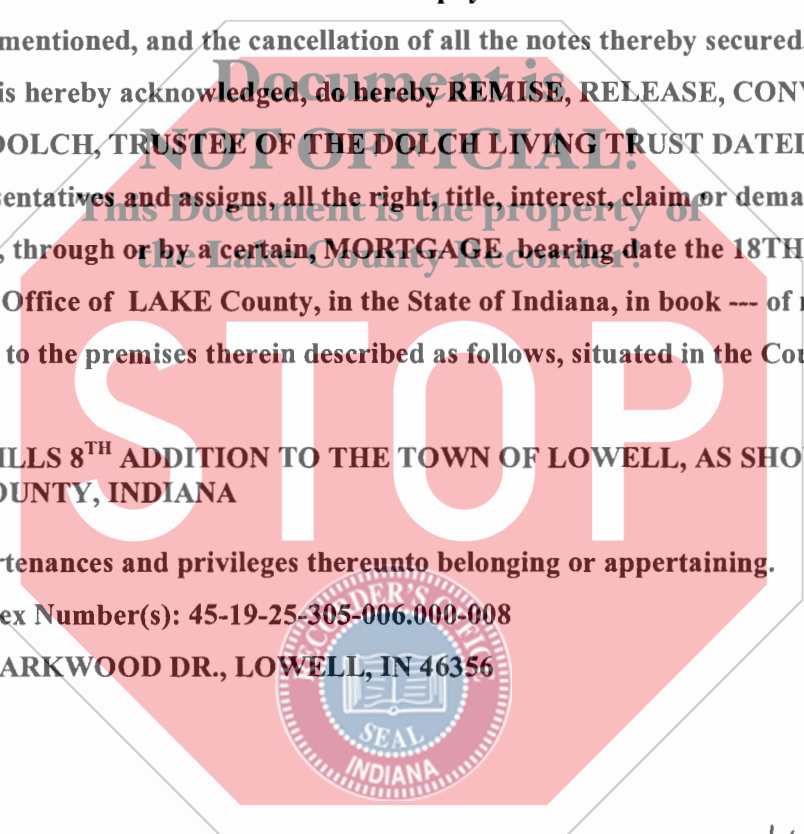 mentioned, and the cancellation of all the notes thereby secured,
Document is
is hereby acknowledged, do hereby REMISE, RELEASE,
NOT OFFICIAL!
DOLCH, TRUSTEE OF THE DOLCH LIVING TRUST DATED
This Document is the property of
and assigns, all the right, title, interest, claim or
the Lake County Recorder!
, through or by a certain, MORTGAGE bearing date the 18TH
Office of LAKE County, in the State of Indiana, in book --- of
to the premises therein described as follows, situated in the
STOP
ILLS 8TH ADDITION TO THE TOWN OF LOWELL, AS
OUNTY, INDIANA
rtenances and privileges thereunto belonging or appertaining.
ex Number(s): 45-19-25-305-006.000-008
ARKWOOD DR., LOWELL, IN 46356
RECORDER'S OFFICE
SEAL
INDIANA